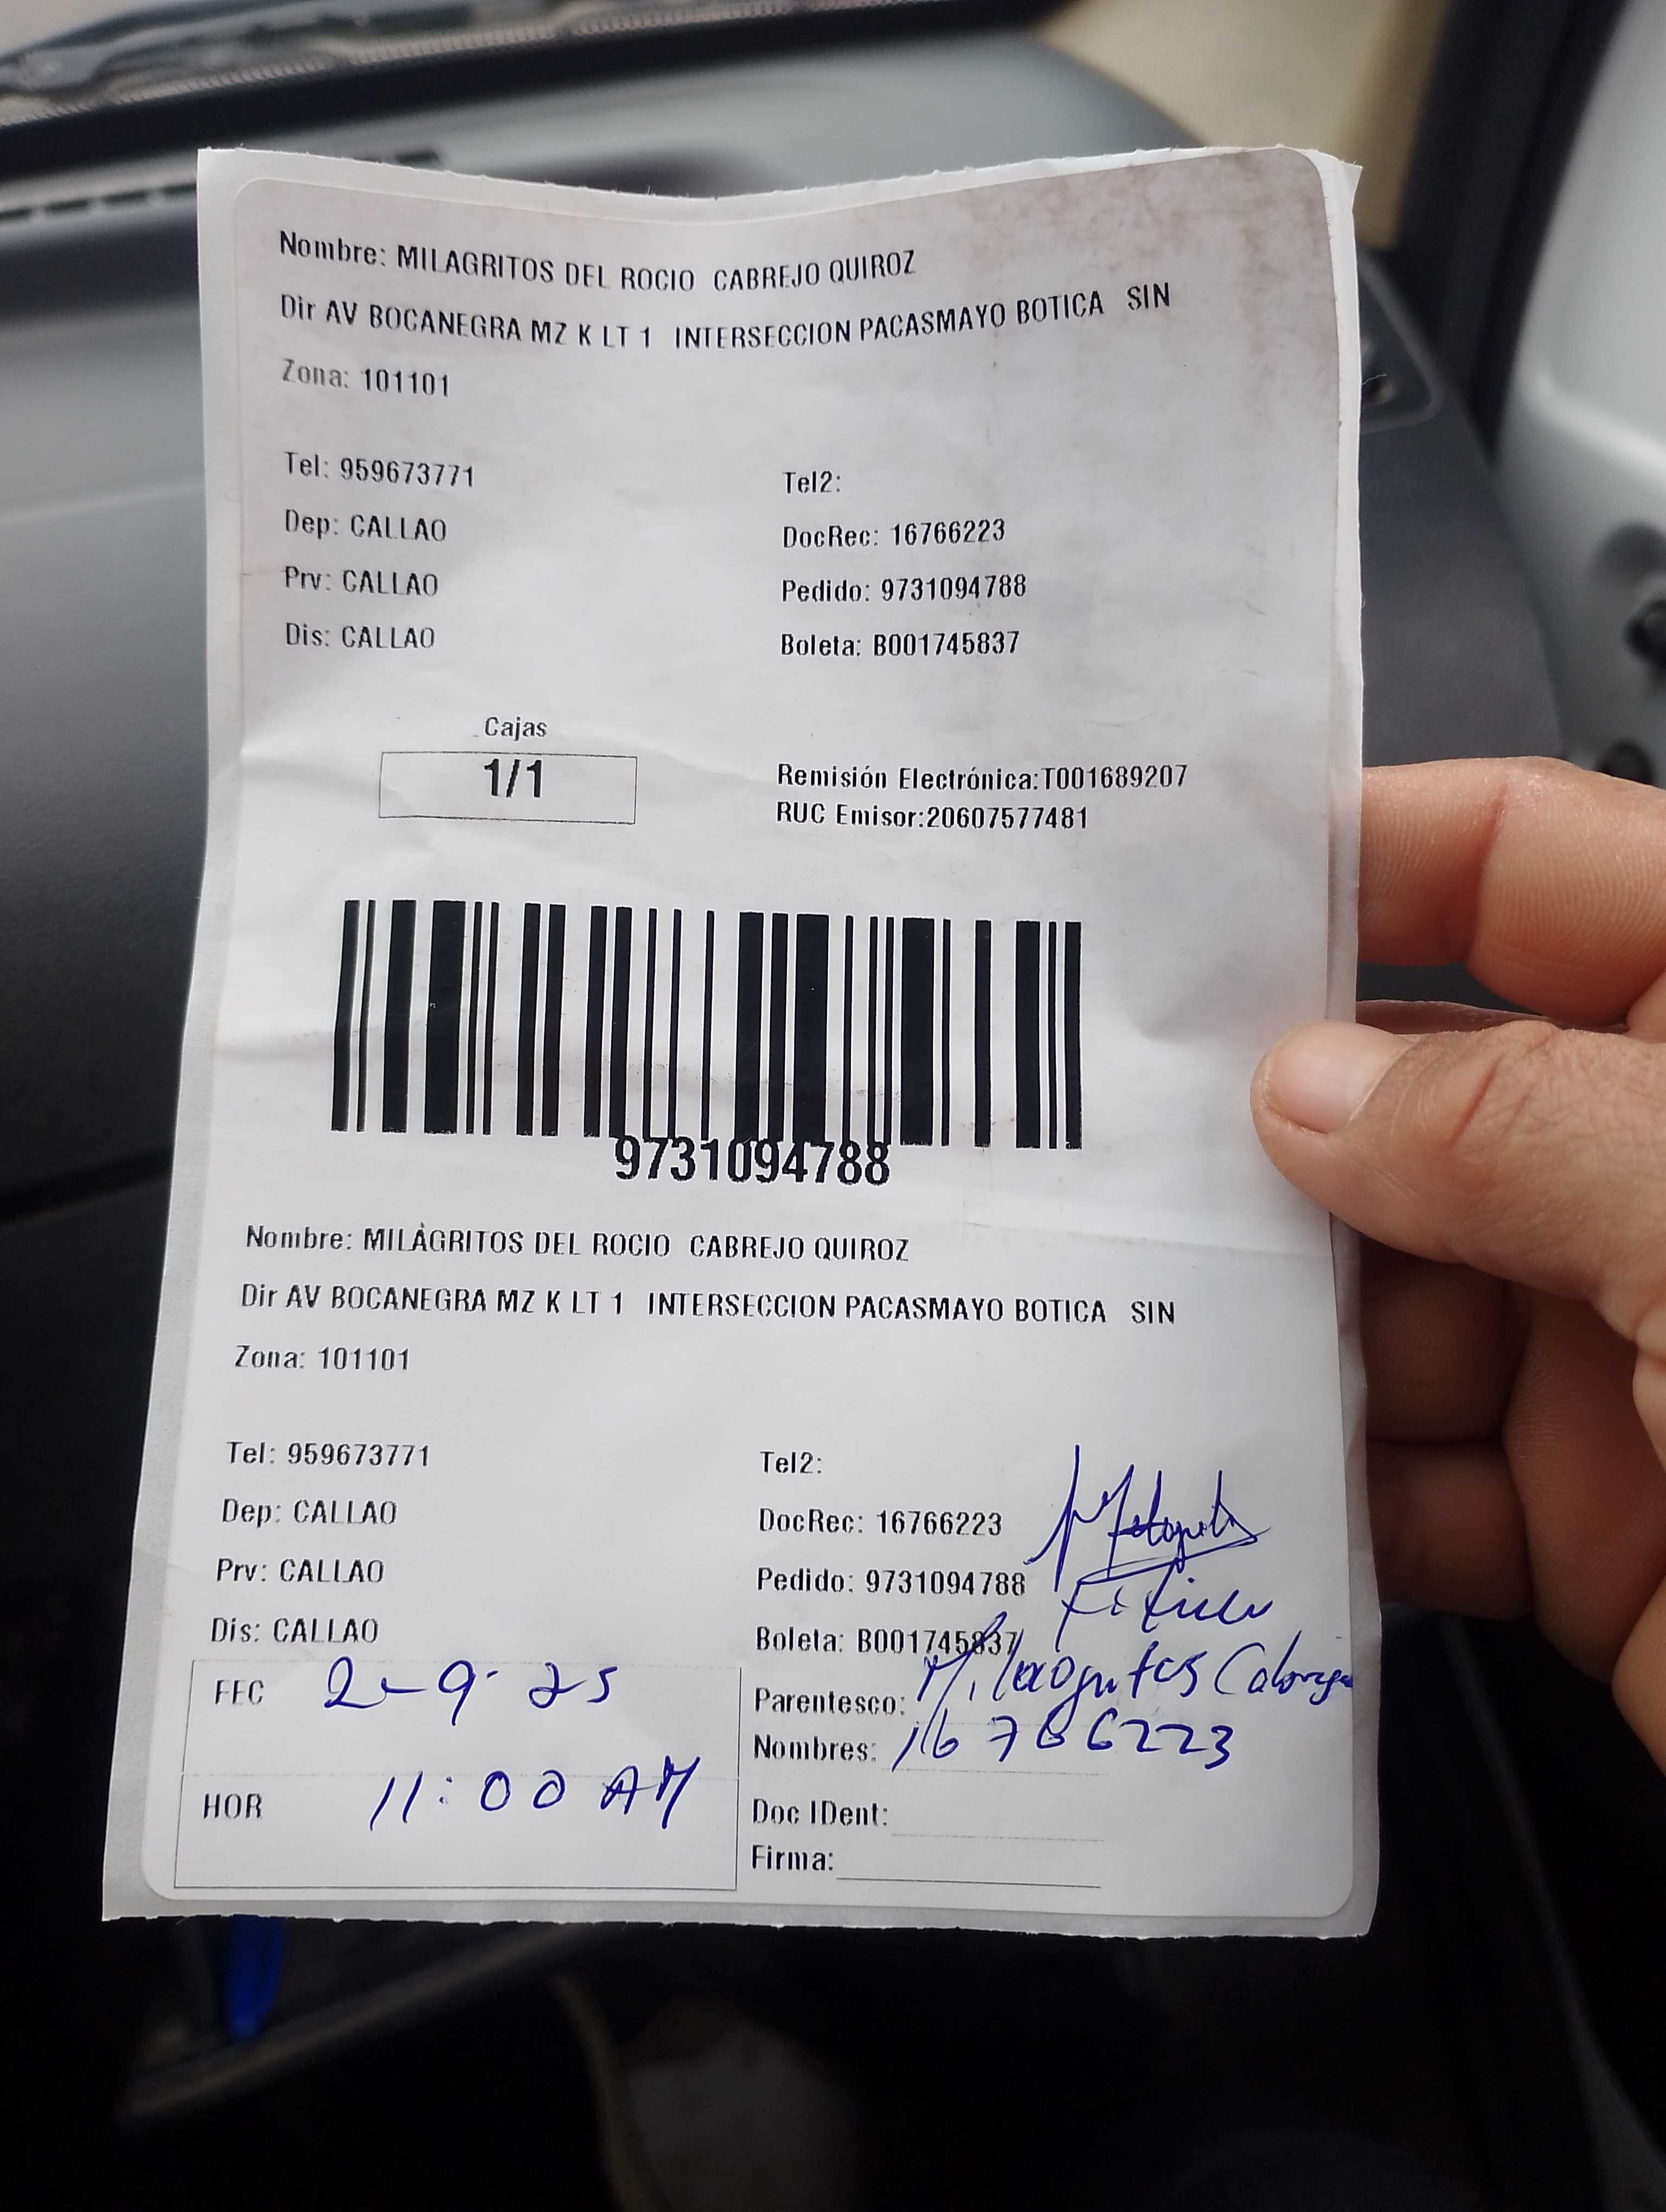 Nombre: MILAGRITOS DEL ROCIO CABREJO QUIROZ
Dir AV BOCANEGRA MZ K LT 1 INTERSECCION PACASMAYO BOTICA SIN
Zona: 101101
Tel: 959673771 Tel2:
Dep: CALLAO DocRec: 16766223
Prv: CALLAO Pedido: 9731094788
Dis: CALLAO Boleta: B001745837
Cajas
1/1
Remisión Electrónica:T001689207
RUC Emisor:20607577481
9731094788
Nombre: MILAGRITOS DEL ROCIO CABREJO QUIROZ
Dir AV BOCANEGRA MZ K LT 1 INTERSECCION PACASMAYO BOTICA SIN
Zona: 101101
Tel: 959673771 Tel2:
Dep: CALLAO DocRec: 16766223
Prv: CALLAO Pedido: 9731094788
Dis: CALLAO Boleta: B001745837
FEC 2-9-25
Parentesco: Milagritos
Nombres: 16766223
HOR 11:00 AM
Doc IDent:
Firma: